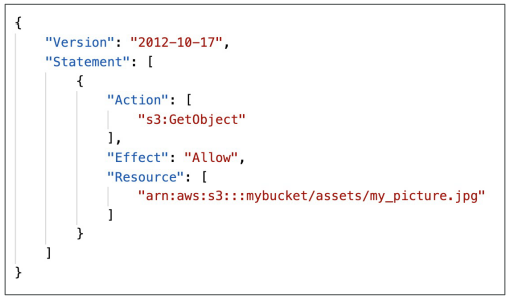 {
    "Version": "2012-10-17",
    "Statement": [
        {
            "Action": [
                "s3:GetObject"
            ],
            "Effect": "Allow",
            "Resource": [
                "arn:aws:s3:::mybucket/assets/my_picture.jpg"
            ]
        }
    ]
}